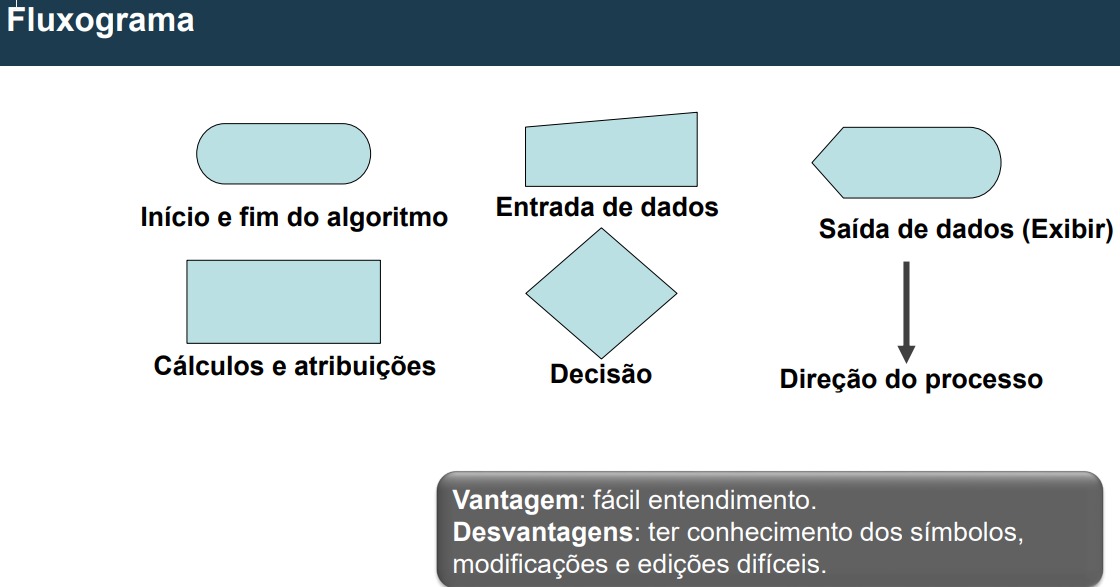 Fluxograma
Início e fim do algoritmo
Entrada de dados
Saída de dados (Exibir)
Cálculos e atribuições
Decisão
Direção do processo
Vantagem: fácil entendimento.
Desvantagens: ter conhecimento dos símbolos,
modificações e edições difíceis.